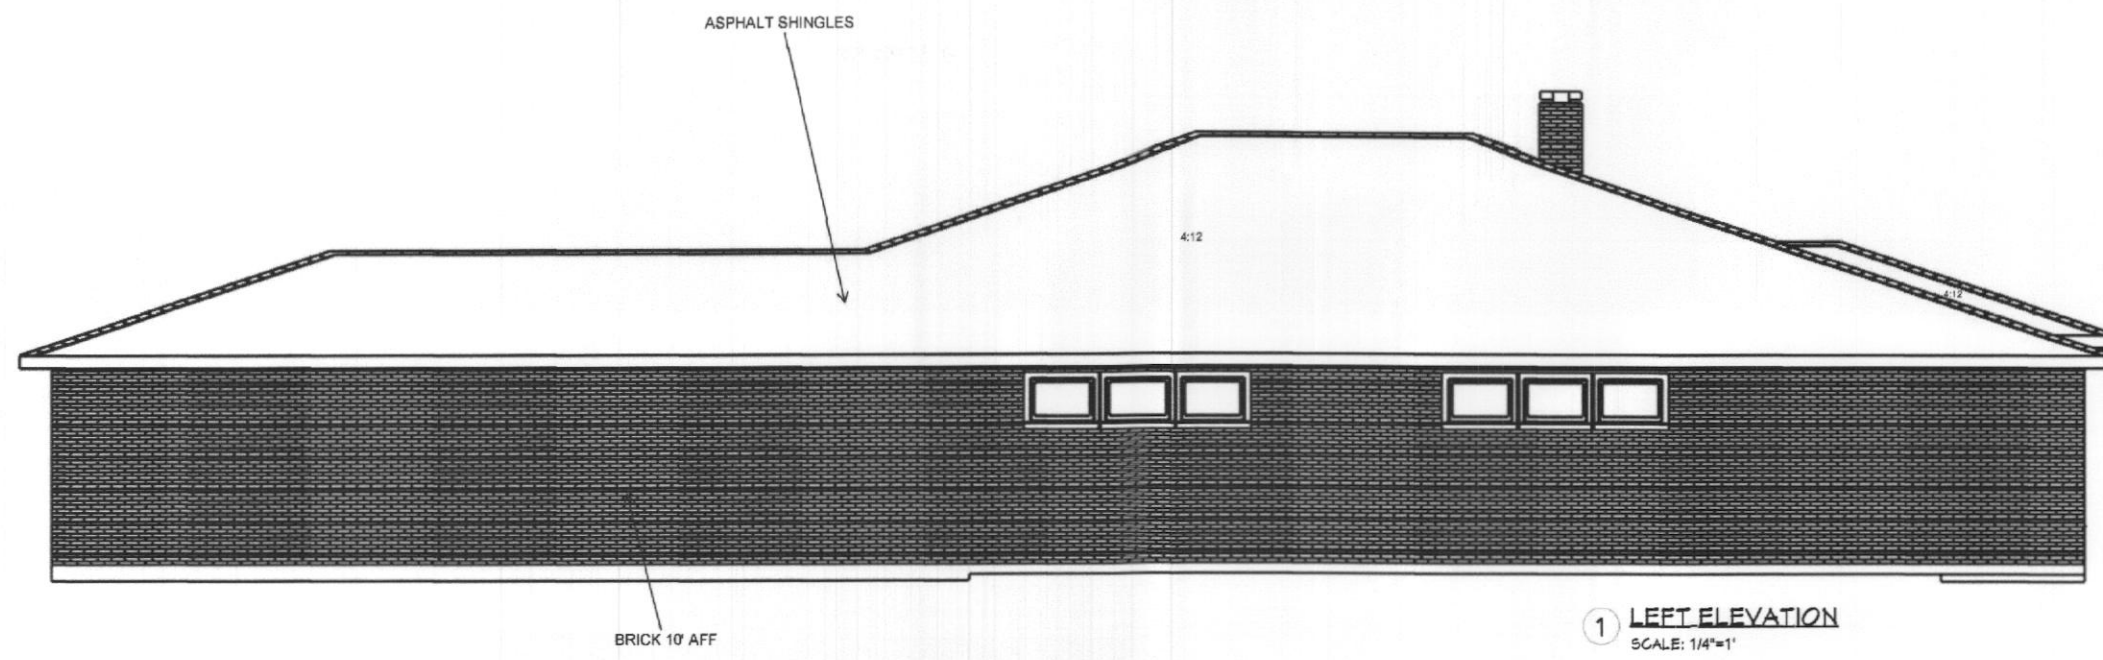 ASPHALT SHINGLES
4:12
4:12
BRICK 10' AFF
1 LEFT ELEVATION
SCALE: 1/4"=1'